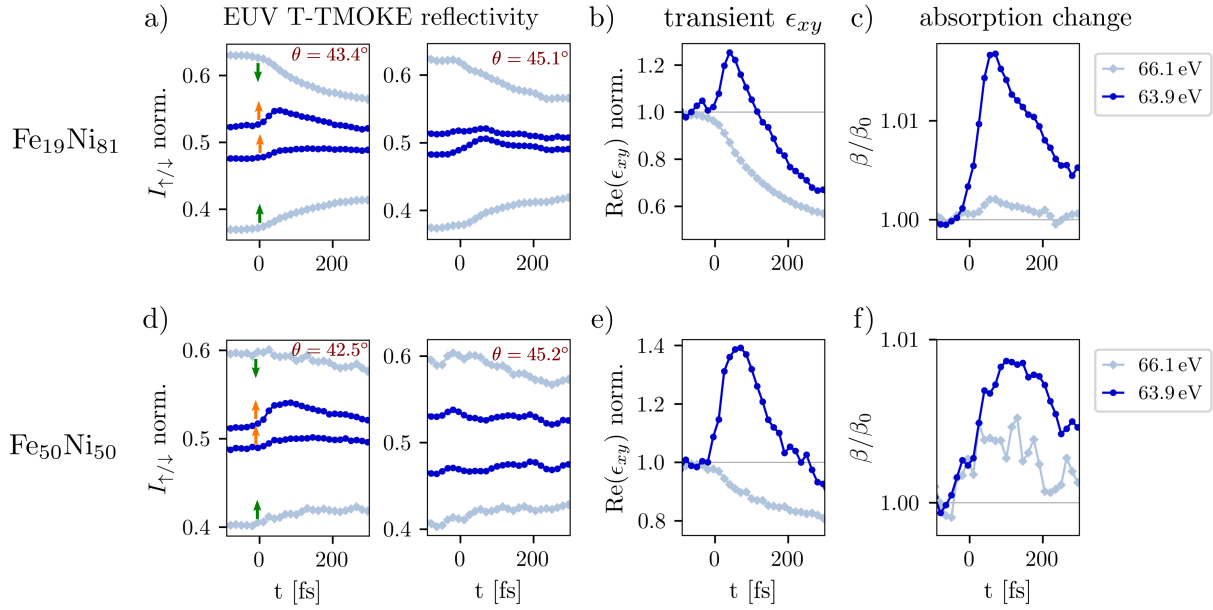 a) EUV T-TMOKE reflectivity
b) transient ϵxy
c) absorption change
Fe19Ni81
I↑/↓ norm.
0.6
0.5
0.4
θ = 43.4°
0
200
0.6
0.5
0.4
θ = 45.1°
0
200
Re(ϵxy) norm.
1.2
1.0
0.8
0.6
0
200
β/β0
1.01
1.00
0
200
66.1 eV
63.9 eV
d)
e)
f)
Fe50Ni50
I↑/↓ norm.
0.6
0.5
0.4
θ = 42.5°
0
200
t [fs]
0.6
0.5
0.4
θ = 45.2°
0
200
t [fs]
Re(ϵxy) norm.
1.4
1.2
1.0
0.8
0
200
t [fs]
β/β0
1.01
1.00
0
200
t [fs]
66.1 eV
63.9 eV